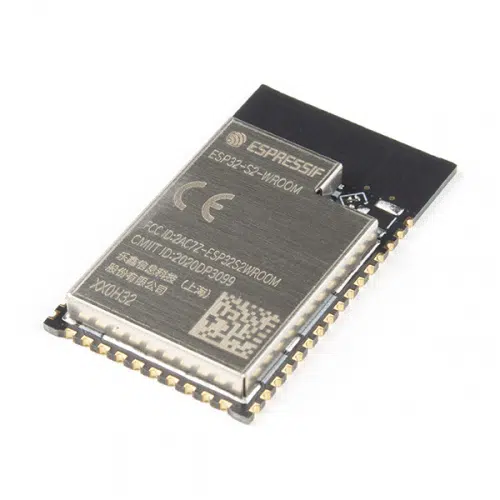 ESPRESSIF
ESP32-S2-WROOM
CE
FCC ID:2AC7Z-ESP32S2WROOM
CMIIT ID:2020DP3099
乐鑫信息科技（上海）
股份有限公司
XX0H32